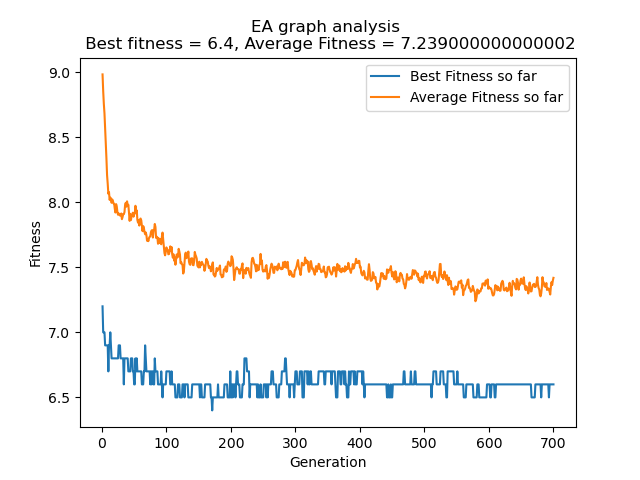 EA graph analysis
Best fitness = 6.4, Average Fitness = 7.239000000000002
Best Fitness so far
Average Fitness so far
9.0
8.5
8.0
7.5
7.0
6.5
Fitness
0 100 200 300 400 500 600 700
Generation